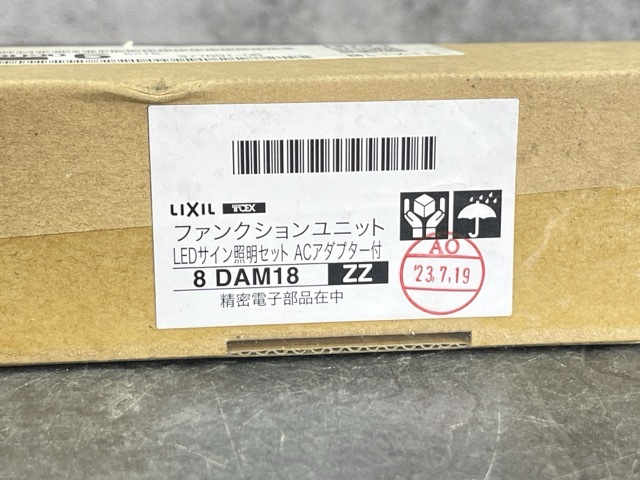 LIXIL TOEX
ファンクションユニット
LEDサイン照明セット ACアダプター付
8 DAM18 ZZ
精密電子部品在中
AO
'23.7.19